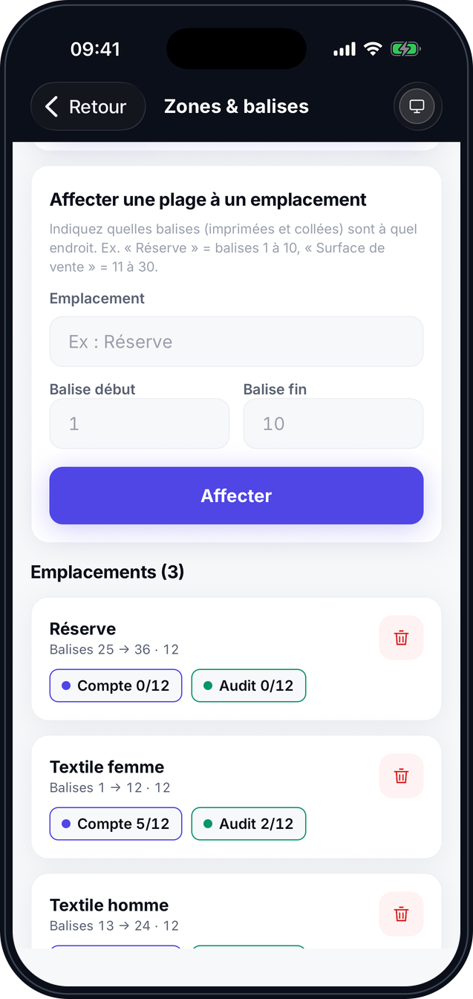 09:41
Retour
Zones & balises
Affecter une plage à un emplacement
Indiquez quelles balises (imprimées et collées) sont à quel
endroit. Ex. « Réserve » = balises 1 à 10, « Surface de
vente » = 11 à 30.
Emplacement
Ex : Réserve
Balise début
Balise fin
1
10
Affecter
Emplacements (3)
Réserve
Balises 25 → 36 · 12
Compte 0/12
Audit 0/12
Textile femme
Balises 1 → 12 · 12
Compte 5/12
Audit 2/12
Textile homme
Balises 13 → 24 · 12